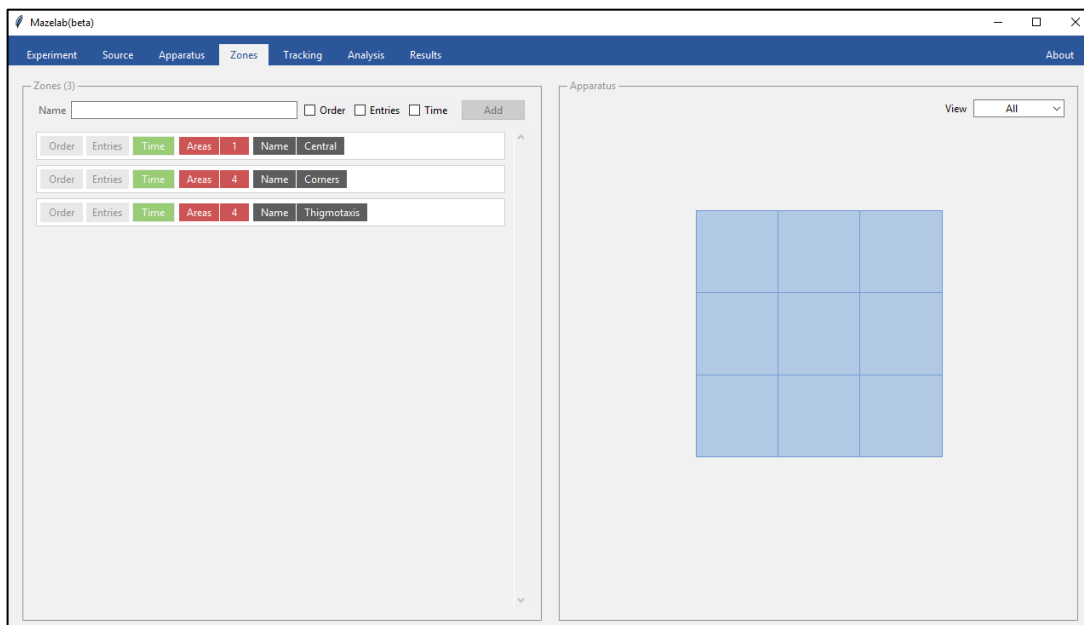 Mazelab(beta)
Experiment Source Apparatus Zones Tracking Analysis Results About
Zones (3)
Name Order Entries Time Add
Order Entries Time Areas 1 Name Central
Order Entries Time Areas 4 Name Corners
Order Entries Time Areas 4 Name Thigmotaxis
Apparatus
View All